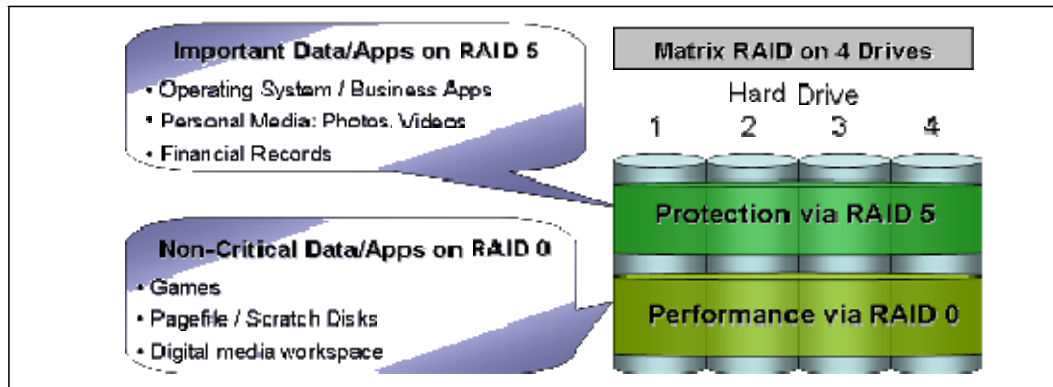 Important Data/Apps on RAID 5
• Operating System / Business Apps
• Personal Media: Photos, Videos
• Financial Records
Non-Critical Data/Apps on RAID 0
• Games
• Pagefile / Scratch Disks
• Digital media workspace
Matrix RAID on 4 Drives
Hard Drive
1 2 3 4
Protection via RAID 5
Performance via RAID 0